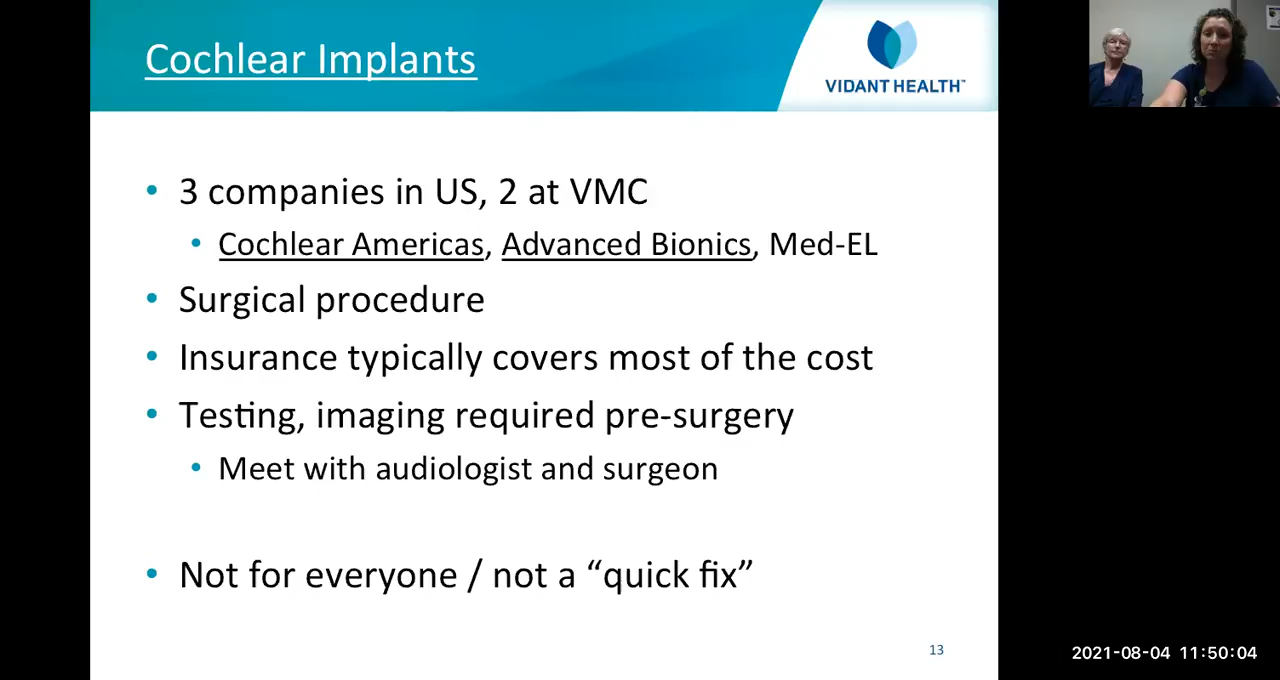 Cochlear Implants
VIDANT HEALTH™
• 3 companies in US, 2 at VMC
• Cochlear Americas, Advanced Bionics, Med-EL
• Surgical procedure
• Insurance typically covers most of the cost
• Testing, imaging required pre-surgery
• Meet with audiologist and surgeon
• Not for everyone / not a “quick fix”
13
2021-08-04 11:50:04